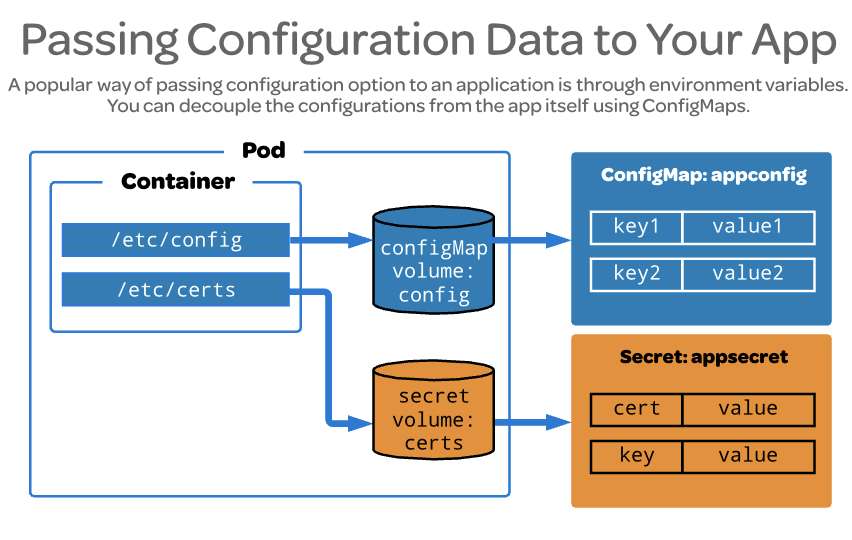 Passing Configuration Data to Your App
A popular way of passing configuration option to an application is through environment variables.
You can decouple the configurations from the app itself using ConfigMaps.
Pod
Container
/etc/config
/etc/certs
configMap
volume:
config
secret
volume:
certs
ConfigMap: appconfig
key1 value1
key2 value2
Secret: appsecret
cert value
key value